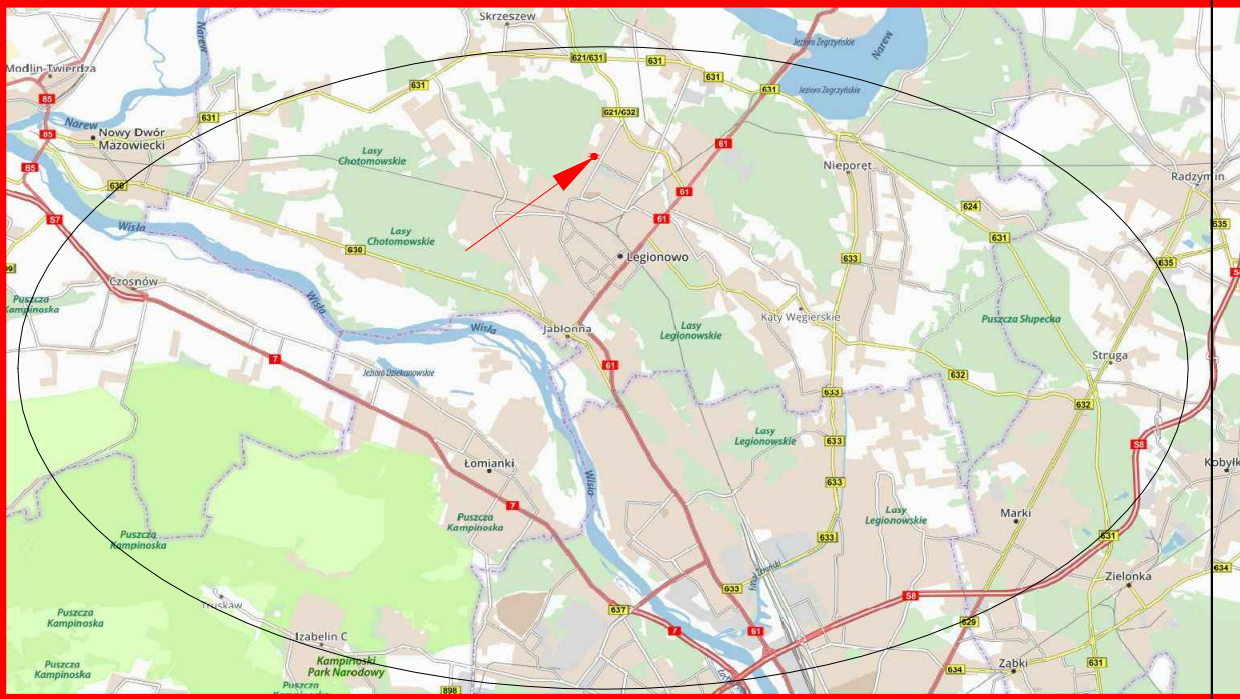 Skrzeszew
Narew
Narew
Jezioro Zegrzyńskie
621/631
631
631
Modlin-Twierdza
631
631
Jezioro Zegrzyńskie
85
621/632
631
Narew
85
Nowy Dwór
Mazowiecki
61
Lasy
Chotomowskie
Nieporęt
85
Radzymin
630
61
624
S7
Wisła
61
635
Lasy
Chotomowskie
631
630
633
Legionowo
635
Czosnów
Puszcza
Kampinoska
Wisła
Kąty Węgierskie
Puszcza Słupecka
Wisła
Jabłonna
Lasy
Legionowskie
Struga
7
61
Jezioro Dziekanowskie
632
633
632
Lasy
Legionowskie
633
S8
Łomianki
Kobyłk
Wisła
633
7
Puszcza
Kampinoska
Lasy
Legionowskie
Marki
Puszcza
Kampinoska
633
631
634
Zielonka
633
S8
Truskaw
637
Puszcza
Kampinoska
629
7
61
Izabelin C
Kampinoski
Park Narodowy
Puszcza
Kampinoska
634
Ząbki
631
Puszcza
898